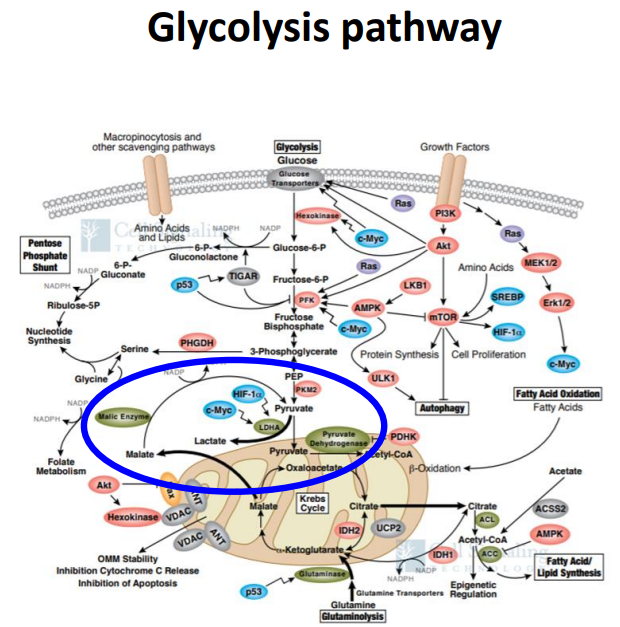 Glycolysis pathway
Macropinocytosis and
other scavenging pathways
Glycolysis
Glucose
Growth Factors
Glucose
Transporters
Ras
PI3K
Hexokinase
Amino Acids
and Lipids
NADPH
NADP
c-Myc
Akt
Ras
Pentose
Phosphate
Shunt
6-P-
Gluconolactone
Glucose-6-P
6-P-
Gluconate
NADP
NADPH
TIGAR
p53
Ras
Amino Acids
MEK1/2
Fructose-6-P
LKB1
SREBP
Ribulose-5P
PFK
AMPK
mTOR
Erk1/2
Fructose
Bisphosphate
c-Myc
HIF-1α
Nucleotide
Synthesis
PHGDH
Serine
3-Phosphoglycerate
Protein Synthesis
Cell Proliferation
c-Myc
Glycine
NADP
PEP
PKM2
ULK1
HIF-1α
Fatty Acid Oxidation
Fatty Acids
NADP
NADPH
Malic Enzyme
c-Myc
Pyruvate
Autophagy
LDHA
Lactate
Pyruvate
Dehydrogenase
PDHK
Malate
Pyruvate
Acetyl-CoA
Folate
Metabolism
Oxaloacetate
β-Oxidation
Acetate
Akt
ANT
Malate
Krebs
Cycle
Citrate
Citrate
Hexokinase
VDAC
ACL
ACSS2
IDH2
UCP2
VDAC
ANT
Acetyl-CoA
AMPK
α-Ketoglutarate
IDH1
ACC
OMM Stability
Inhibition Cytochrome C Release
Inhibition of Apoptosis
NADP
NADPH
Fatty Acid/
Lipid Synthesis
Glutaminase
p53
Glutamine Transporters
Epigenetic
Regulation
Glutamine
Glutaminolysis